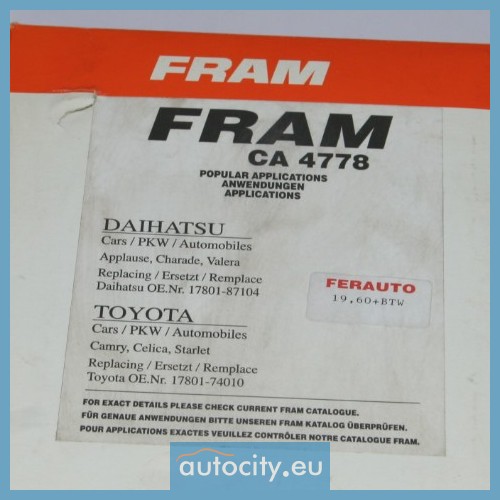 FRAM
FRAM
CA 4778
POPULAR APPLICATIONS
ANWENDUNGEN
APPLICATIONS
DAIHATSU
Cars / PKW / Automobiles
Applause, Charade, Valera
Replacing / Ersetzt / Remplace
Daihatsu OE.Nr. 17801-87104
FERAUTO
19,60+BTW
TOYOTA
Cars / PKW / Automobiles
Camry, Celica, Starlet
Replacing / Ersetzt / Remplace
Toyota OE.Nr. 17801-74010
FOR EXACT DETAILS PLEASE CHECK CURRENT FRAM CATALOGUE.
FÜR GENAUE ANWENDUNGEN BITTE UNSEREN FRAM KATALOG ÜBERPRÜFEN.
POUR APPLICATIONS EXACTES VEUILLEZ CONTRÔLER NOTRE CATALOGUE FRAM.
autocity.eu